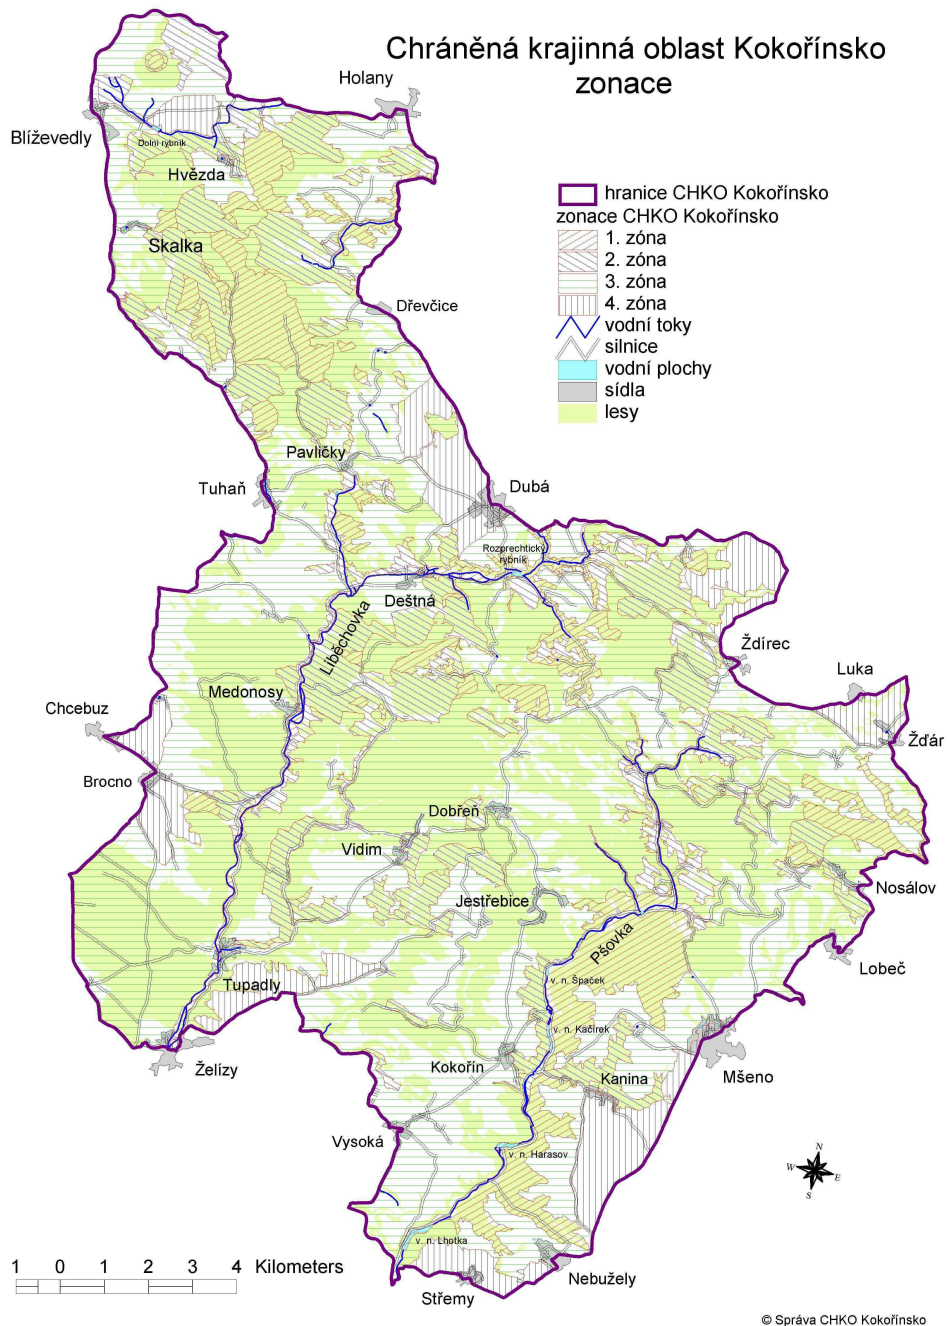 Chráněná krajinná oblast Kokořínsko
zonace
Holany
Blíževedly
Dolní rybník
Hvězda
Skalka
hranice CHKO Kokořínsko
zonace CHKO Kokořínsko
1. zóna
2. zóna
3. zóna
4. zóna
vodní toky
silnice
vodní plochy
sídla
lesy
Dřevčice
Pavličky
Tuhaň
Dubá
Rozprechtický
rybník
Deštná
Liběchovka
Ždírec
Luka
Medonosy
Chcebuz
Žďár
Brocno
Dobřeň
Vidim
Nosálov
Jestřebice
Pšovka
Lobeč
Tupadly
v. n. Špaček
v. n. Kačírek
Kokořín
Želízy
Kanina
Mšeno
Vysoká
v. n. Harasov
N
W
E
S
v. n. Lhotka
1 0 1 2 3 4 Kilometers
Nebužely
Střemy
© Správa CHKO Kokořínsko